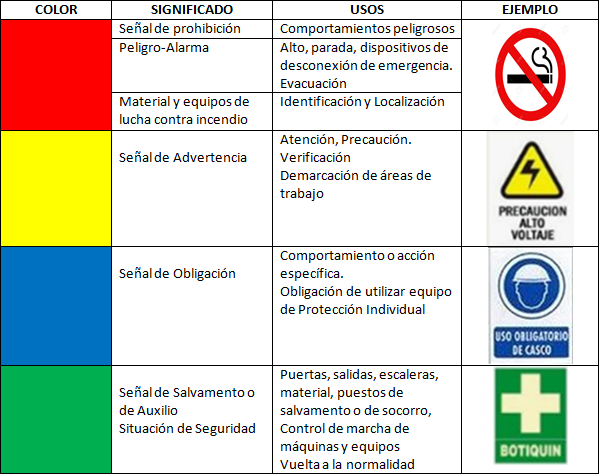 COLOR SIGNIFICADO USOS EJEMPLO
Señal de prohibición
Comportamientos peligrosos
Peligro-Alarma
Alto, parada, dispositivos de
desconexión de emergencia.
Evacuación
Material y equipos de
lucha contra incendio
Identificación y Localización
Señal de Advertencia
Atención, Precaución.
Verificación
Demarcación de áreas de
trabajo
PRECAUCION
ALTO
VOLTAJE
Señal de Obligación
Comportamiento o acción
específica.
Obligación de utilizar equipo
de Protección Individual
USO OBLIGATORIO
DE CASCO
Señal de Salvamento o
de Auxilio
Situación de Seguridad
Puertas, salidas, escaleras,
material, puestos de
salvamento o de socorro,
Control de marcha de
máquinas y equipos
Vuelta a la normalidad
BOTIQUIN